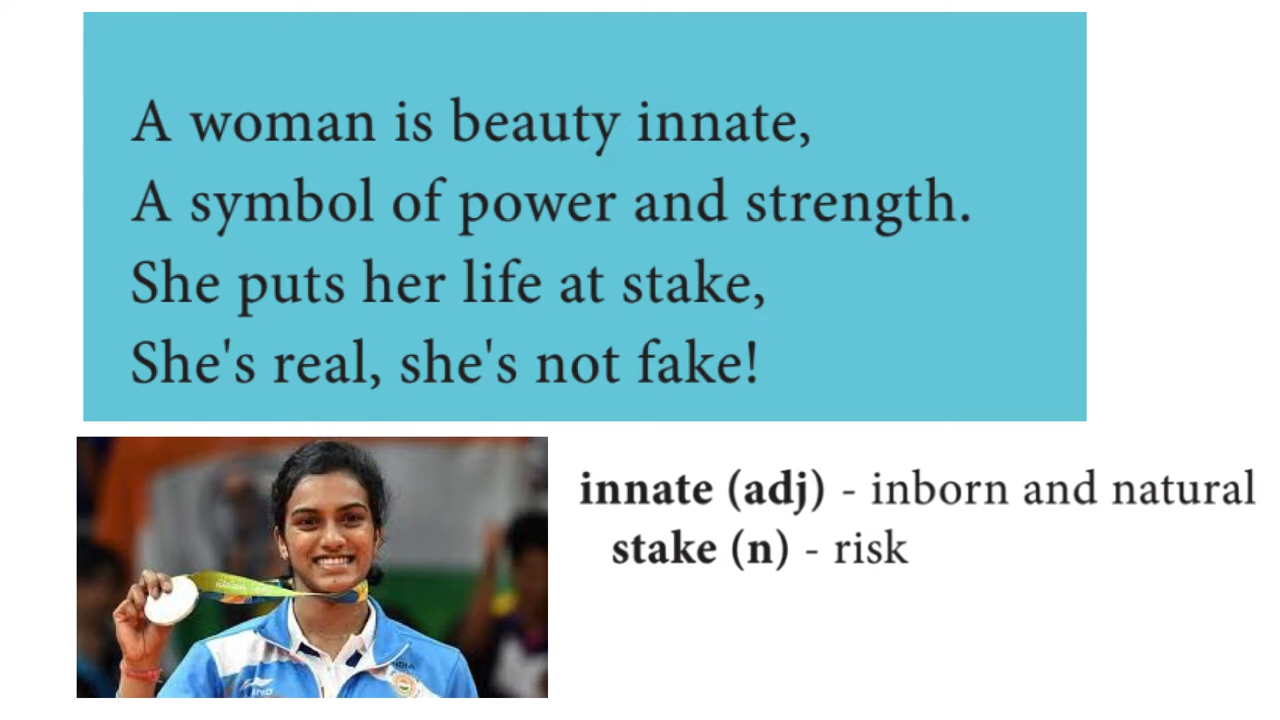 A woman is beauty innate,
A symbol of power and strength.
She puts her life at stake,
She's real, she's not fake!
innate (adj) - inborn and natural
stake (n) - risk
INDIA